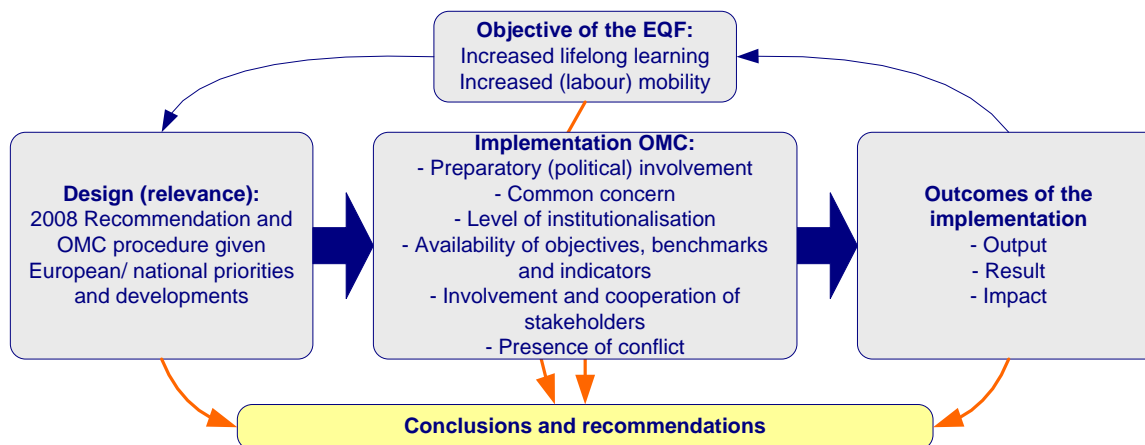 Objective of the EQF:
Increased lifelong learning
Increased (labour) mobility
Design (relevance):
2008 Recommendation and
OMC procedure given
European/ national priorities
and developments
Implementation OMC:
- Preparatory (political) involvement
- Common concern
- Level of institutionalisation
- Availability of objectives, benchmarks
and indicators
- Involvement and cooperation of
stakeholders
- Presence of conflict
Outcomes of the
implementation
- Output
- Result
- Impact
Conclusions and recommendations